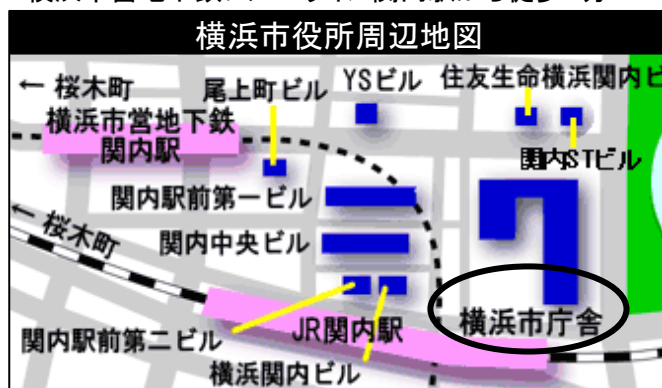 横浜市役所周辺地図
← 桜木町
尾上町ビル
YSビル
住友生命横浜関内ビ
横浜市営地下鉄
関内駅
関内STビル
関内駅前第一ビル
← 桜木町
関内中央ビル
横浜市庁舎
JR関内駅
関内駅前第二ビル
横浜関内ビル